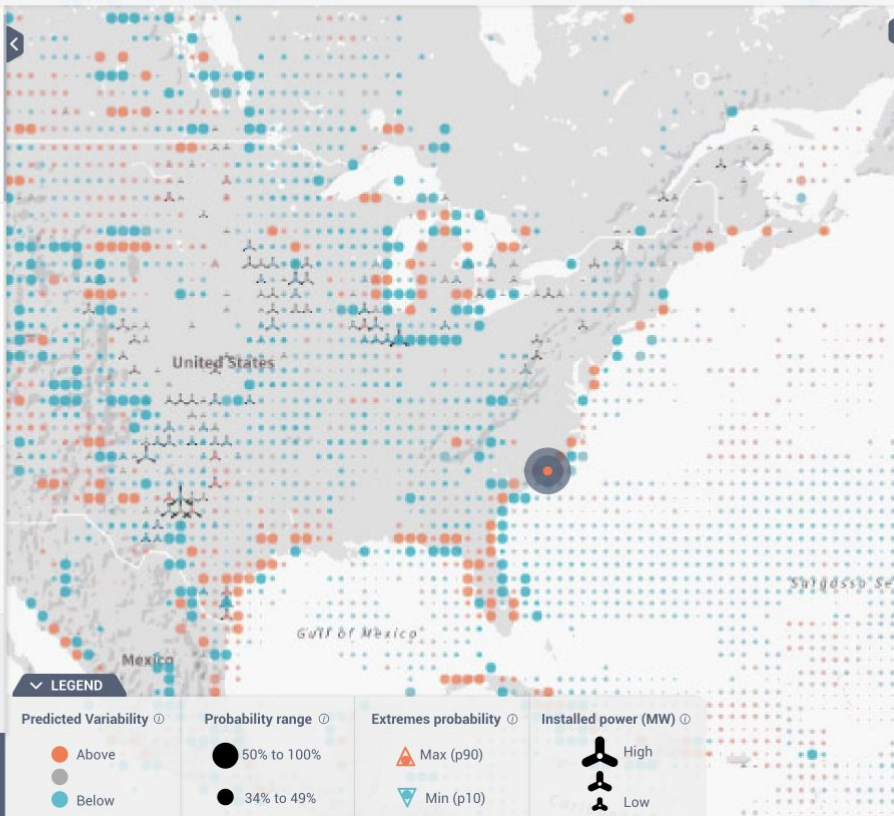 United States
Sargasso Se
Gulf of Mexico
Mexico
LEGEND
Predicted Variability
Probability range
Extremes probability
Installed power (MW)
Above
50% to 100%
Max (p90)
High
Below
34% to 49%
Min (p10)
Low